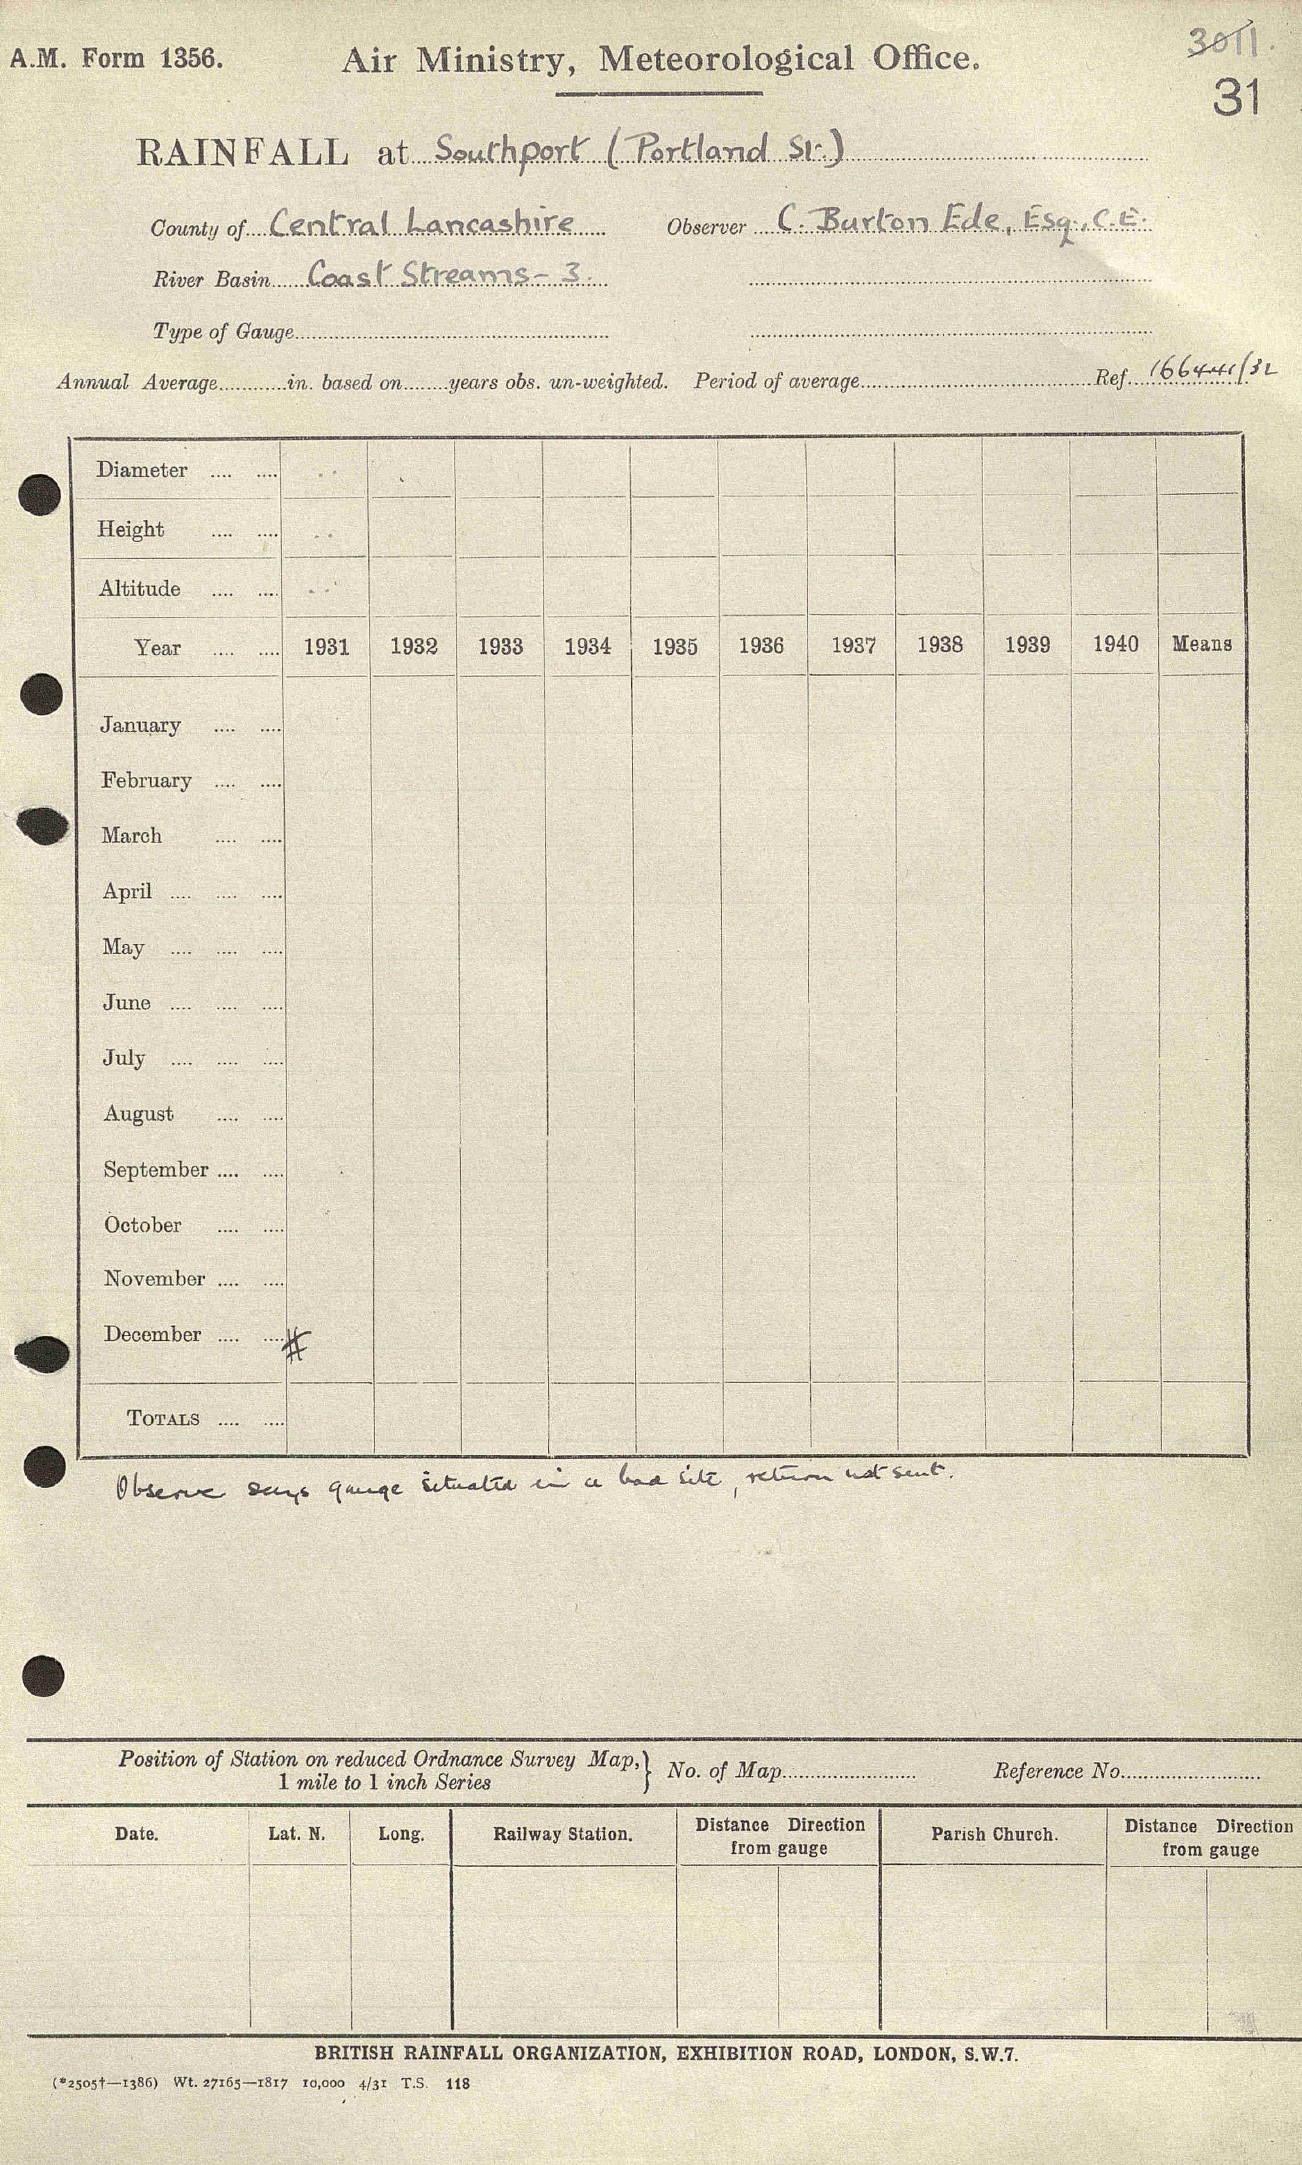 A.M. Form 1356. Air Ministry, Meteorological Office. 3011.
31
RAINFALL at Southport (Portland St.)
County of Central Lancashire Observer C. Burton Ede, Esq., C.E.
River Basin Coast Streams - 3.
Type of Gauge
Annual Average in. based on years obs. un-weighted. Period of average Ref. 166441/32
Diameter
Height
Altitude
Year 1931 1932 1933 1934 1935 1936 1937 1938 1939 1940 Means
January
February
March
April
May
June
July
August
September
October
November
December #
TOTALS
Observer says gauge situated in a bad site, return not sent.
Position of Station on reduced Ordnance Survey Map, } No. of Map Reference No.
1 mile to 1 inch Series
Date. Lat. N. Long. Railway Station. Distance Direction Parish Church. Distance Direction
from gauge from gauge
BRITISH RAINFALL ORGANIZATION, EXHIBITION ROAD, LONDON, S.W.7.
(*2505†—1386) Wt. 27165—1817 10,000 4/31 T.S. 118